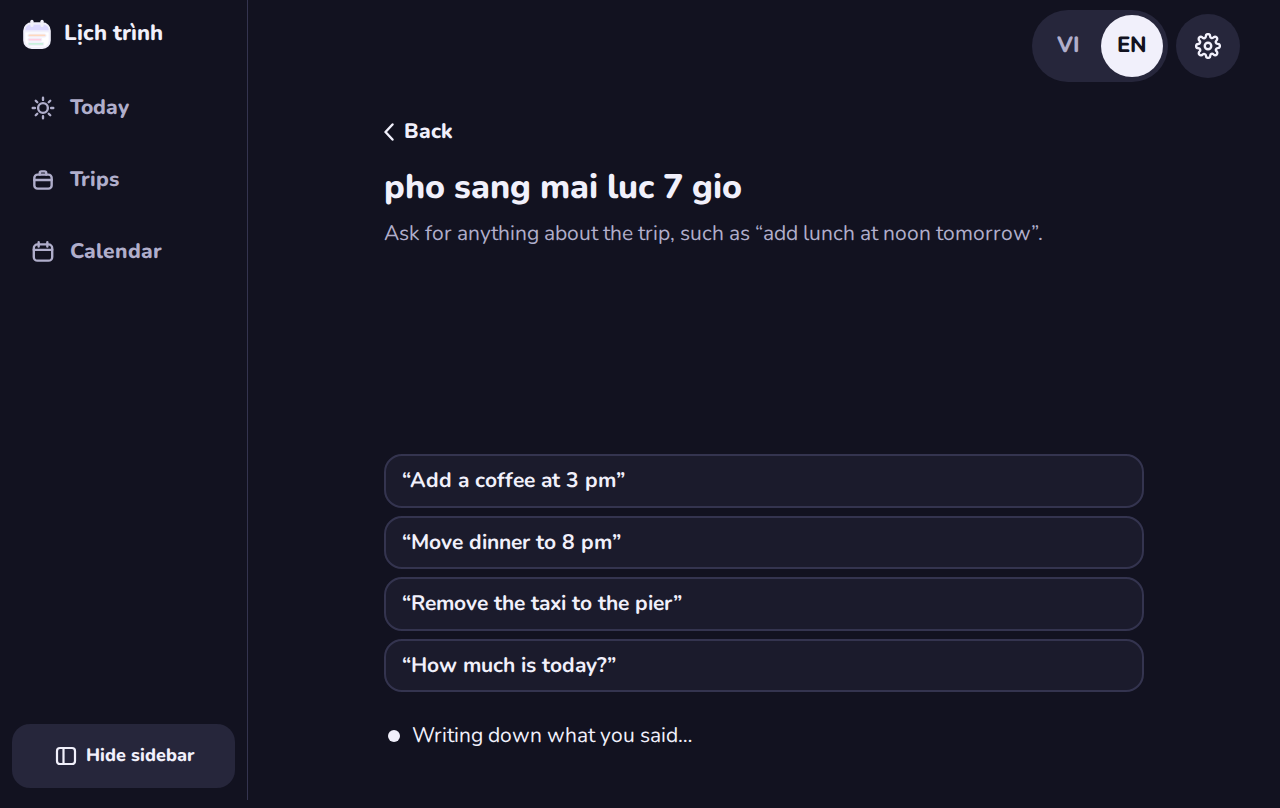 Lịch trình
VI EN
Today
Trips
Calendar
Back
pho sang mai luc 7 gio
Ask for anything about the trip, such as “add lunch at noon tomorrow”.
“Add a coffee at 3 pm”
“Move dinner to 8 pm”
“Remove the taxi to the pier”
“How much is today?”
Writing down what you said…
Hide sidebar